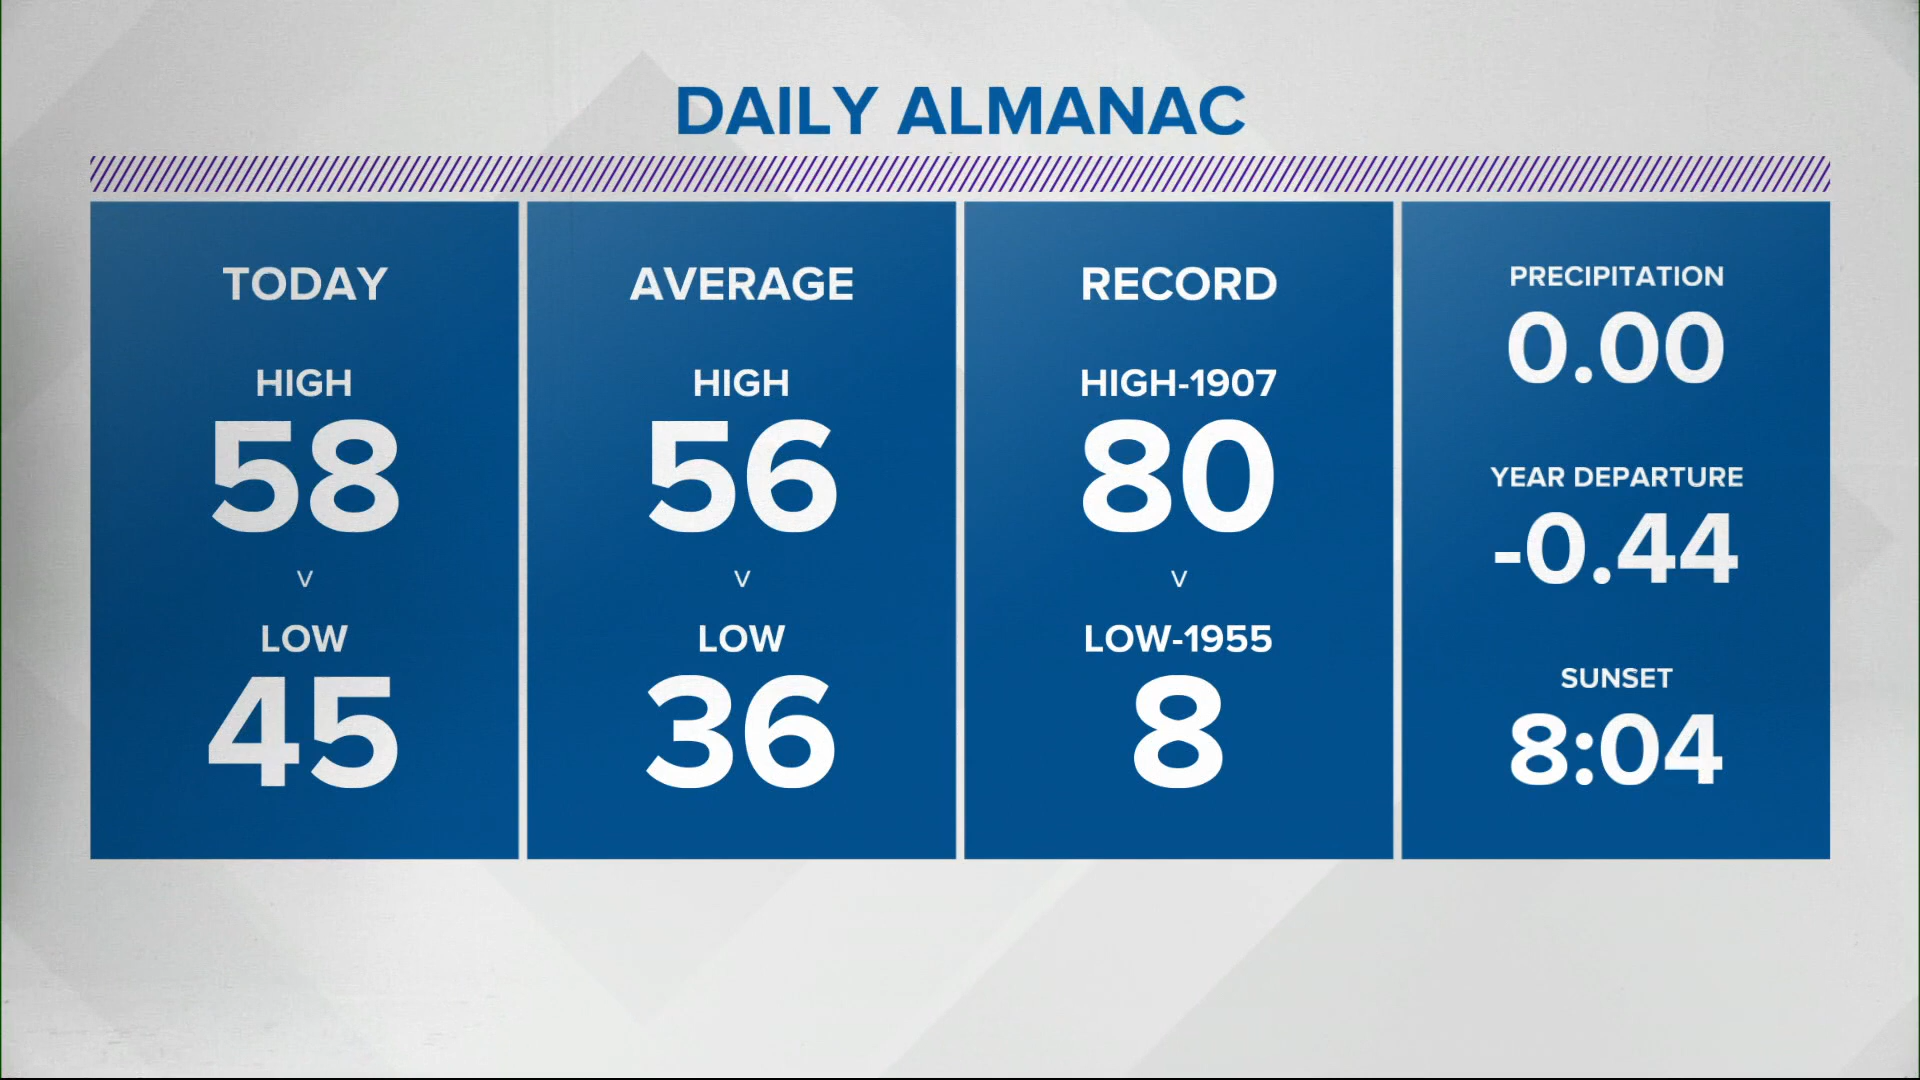 DAILY ALMANAC
TODAY
HIGH
58
v
LOW
45
AVERAGE
HIGH
56
v
LOW
36
RECORD
HIGH-1907
80
v
LOW-1955
8
PRECIPITATION
0.00
YEAR DEPARTURE
-0.44
SUNSET
8:04